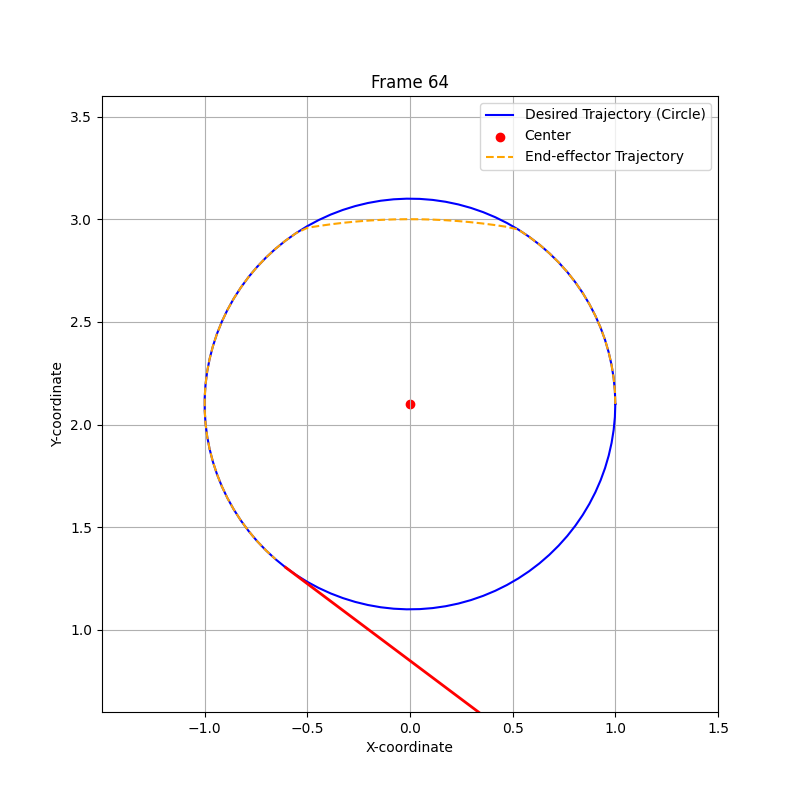 Frame 64
Desired Trajectory (Circle)
Center
End-effector Trajectory
3.5
3.0
2.5
2.0
1.5
1.0
Y-coordinate
−1.0
−0.5
0.0
0.5
1.0
1.5
X-coordinate